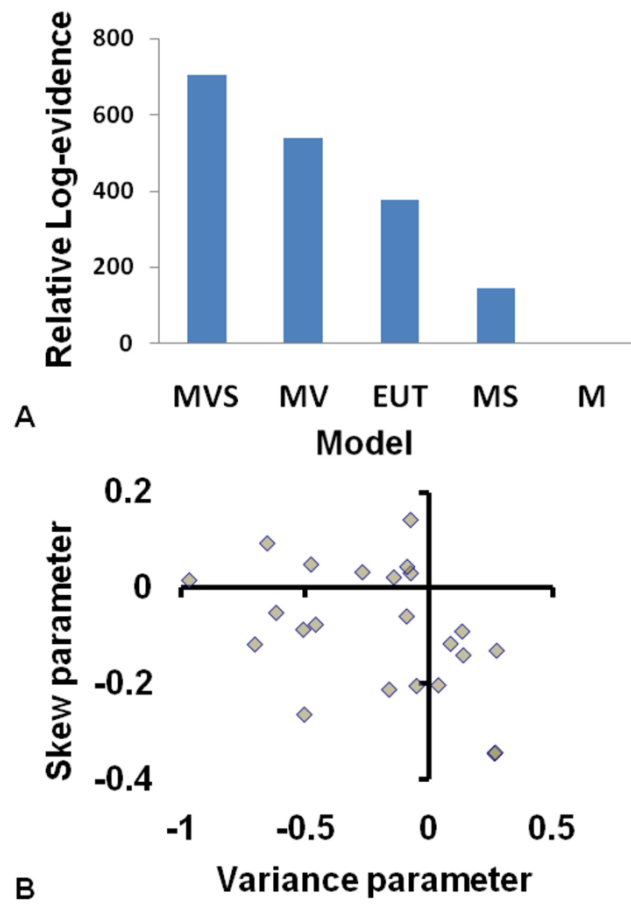 Relative Log-evidence
800
600
400
200
0
MVS MV EUT MS M
Model
A
Skew parameter
0.2
0
-0.2
-0.4
-1 -0.5 0 0.5
Variance parameter
B